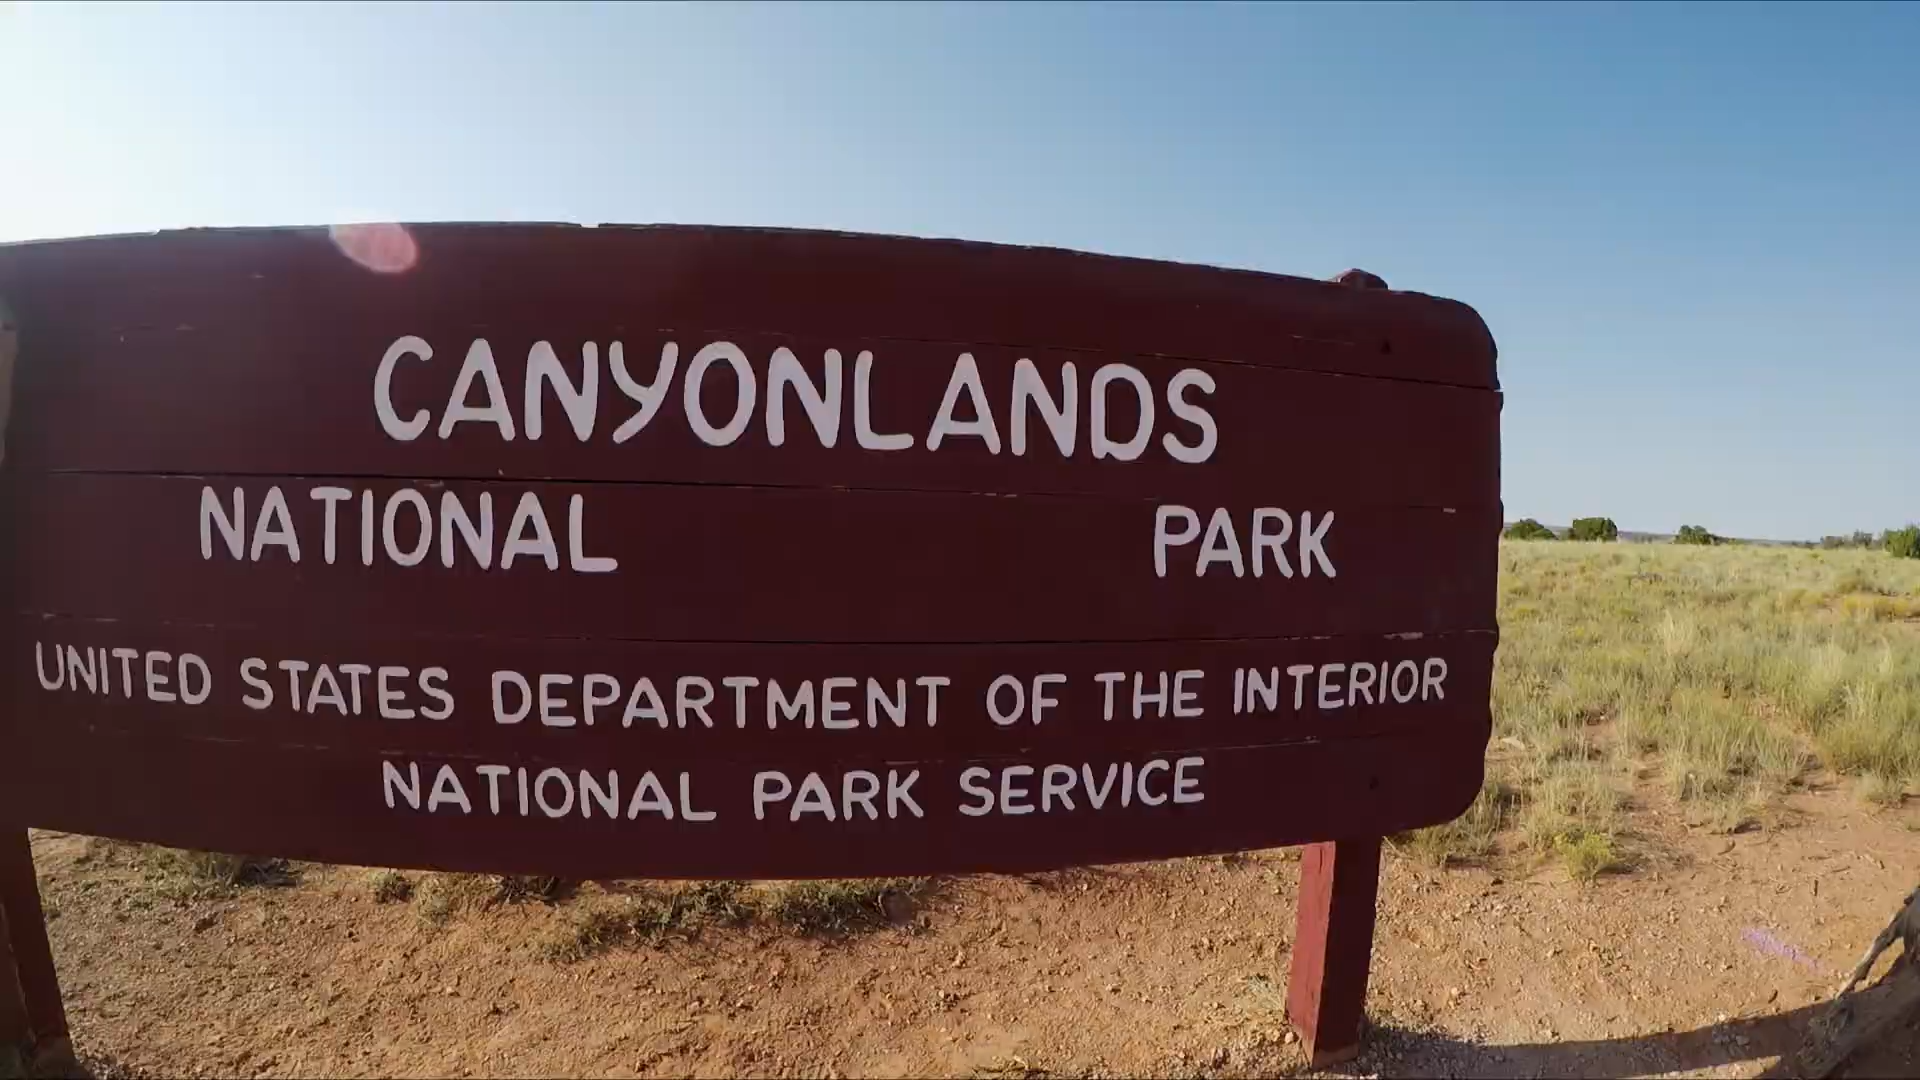 CANYONLANDS
NATIONAL PARK
UNITED STATES DEPARTMENT OF THE INTERIOR
NATIONAL PARK SERVICE